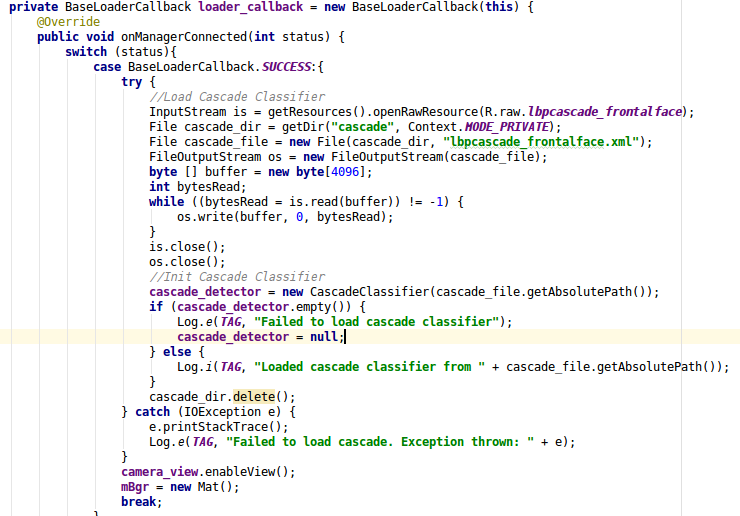 private BaseLoaderCallback loader_callback = new BaseLoaderCallback(this) {
@Override
public void onManagerConnected(int status) {
switch (status){
case BaseLoaderCallback.SUCCESS:{
try {
//Load Cascade Classifier
InputStream is = getResources().openRawResource(R.raw.lbpcascade_frontalface);
File cascade_dir = getDir("cascade", Context.MODE_PRIVATE);
File cascade_file = new File(cascade_dir, "lbpcascade_frontalface.xml");
FileOutputStream os = new FileOutputStream(cascade_file);
byte [] buffer = new byte[4096];
int bytesRead;
while ((bytesRead = is.read(buffer)) != -1) {
os.write(buffer, 0, bytesRead);
}
is.close();
os.close();
//Init Cascade Classifier
cascade_detector = new CascadeClassifier(cascade_file.getAbsolutePath());
if (cascade_detector.empty()) {
Log.e(TAG, "Failed to load cascade classifier");
cascade_detector = null;
} else {
Log.i(TAG, "Loaded cascade classifier from " + cascade_file.getAbsolutePath());
}
cascade_dir.delete();
} catch (IOException e) {
e.printStackTrace();
Log.e(TAG, "Failed to load cascade. Exception thrown: " + e);
}
camera_view.enableView();
mBgr = new Mat();
break;
}